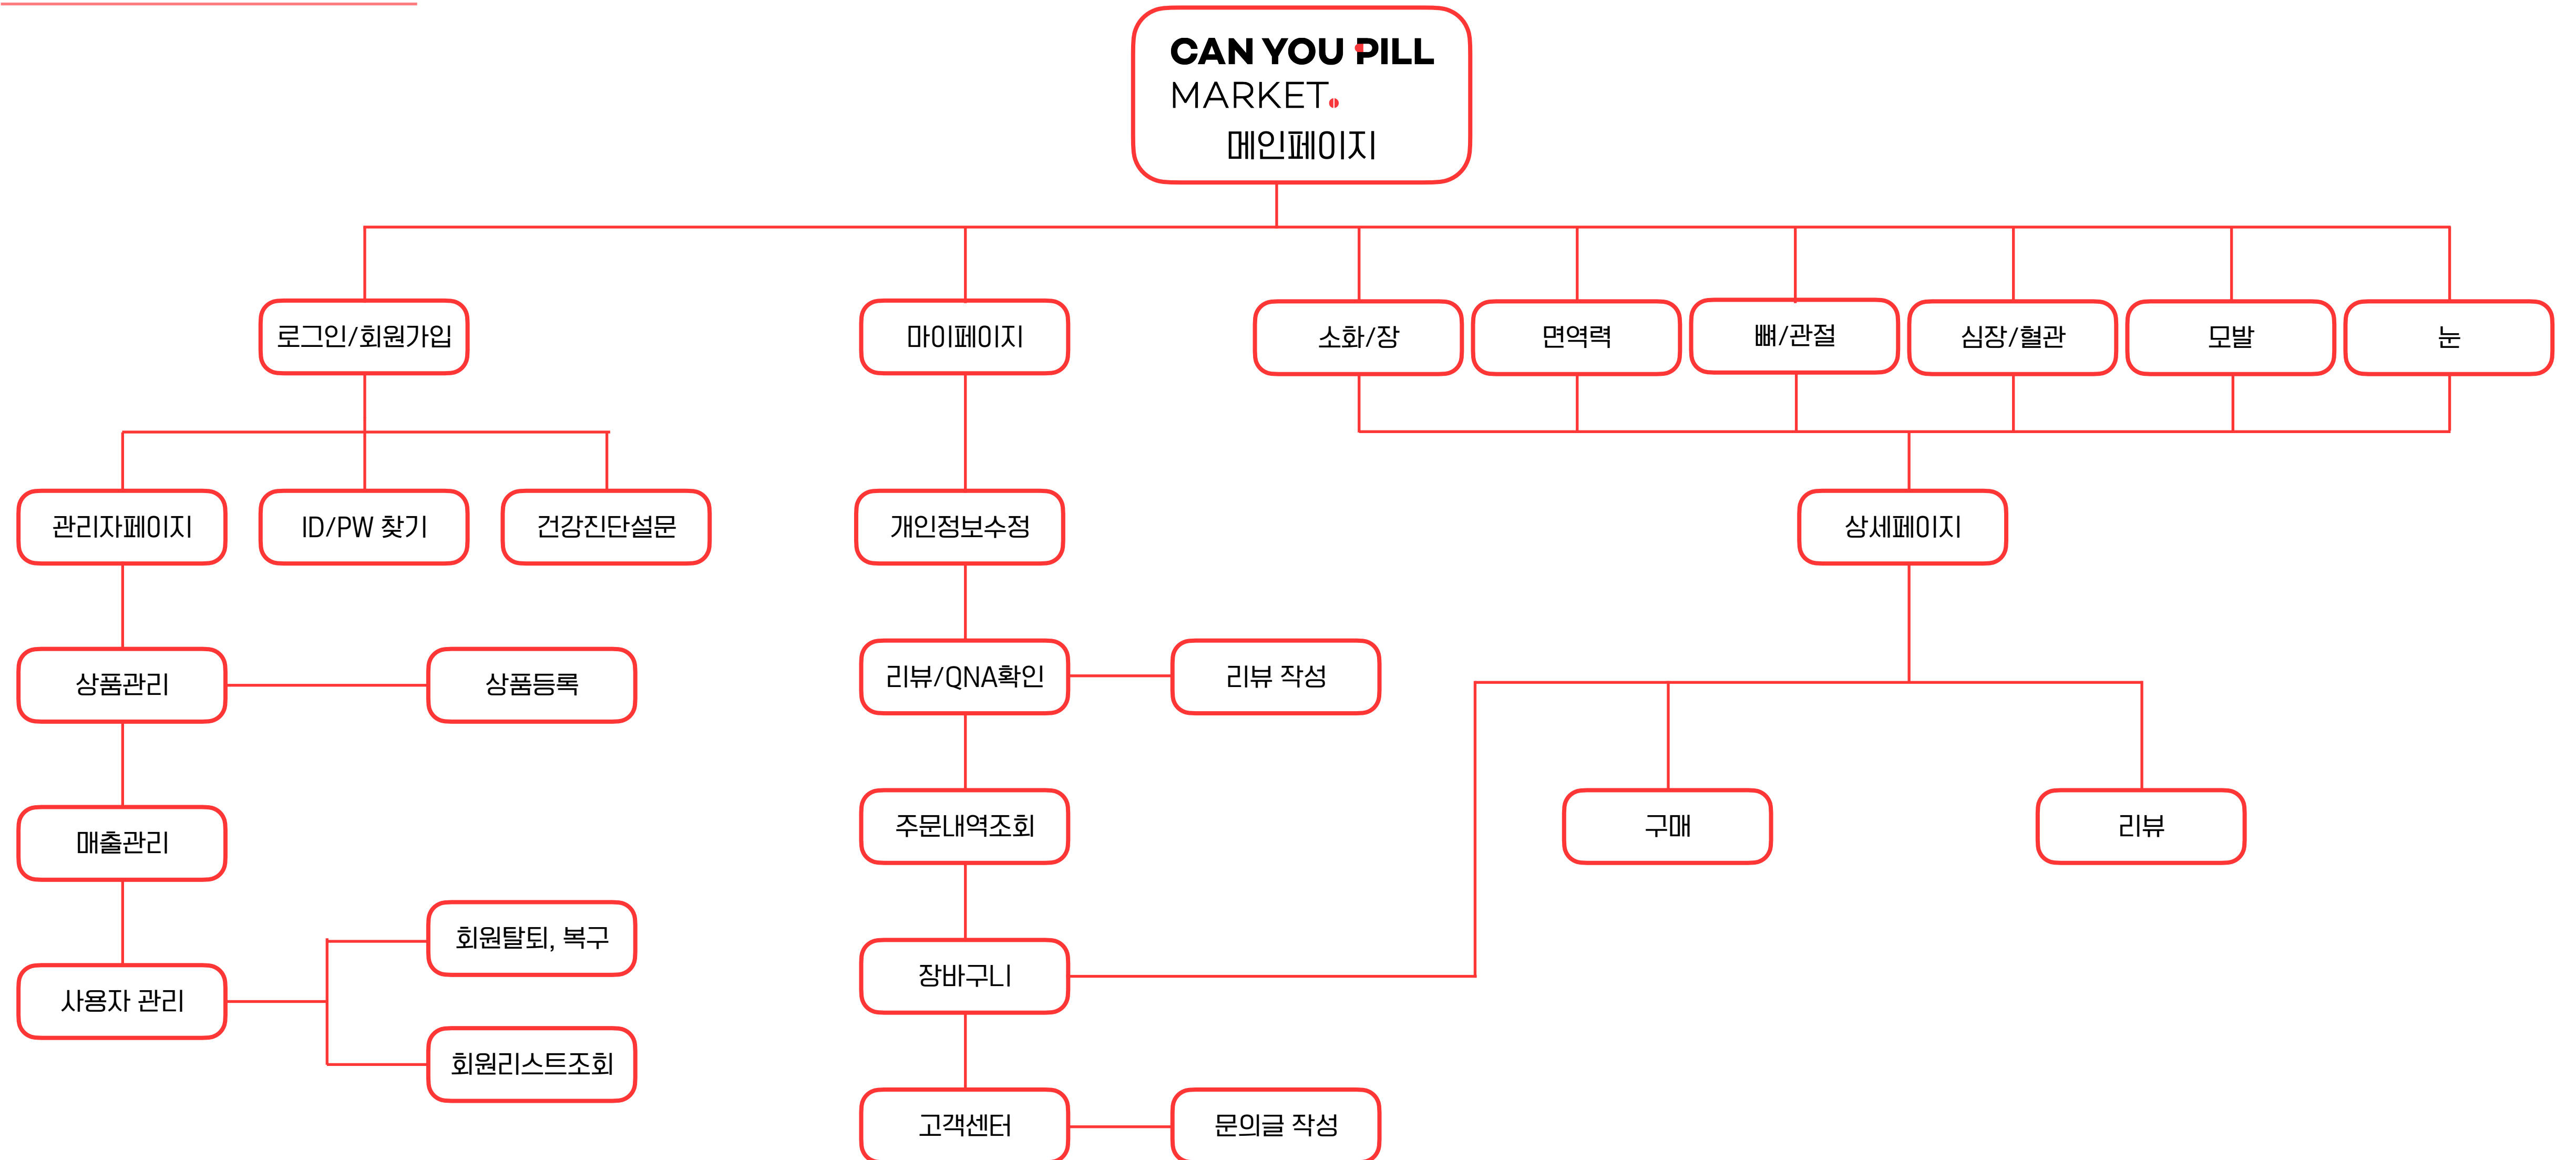 CAN YOU PILL
MARKET.
메인페이지
로그인/회원가입
마이페이지
소화/장
면역력
뼈/관절
심장/혈관
모발
눈
관리자페이지
ID/PW 찾기
건강진단설문
개인정보수정
상세페이지
상품관리
상품등록
리뷰/QNA확인
리뷰 작성
매출관리
주문내역조회
구매
리뷰
회원탈퇴, 복구
사용자 관리
장바구니
회원리스트조회
고객센터
문의글 작성